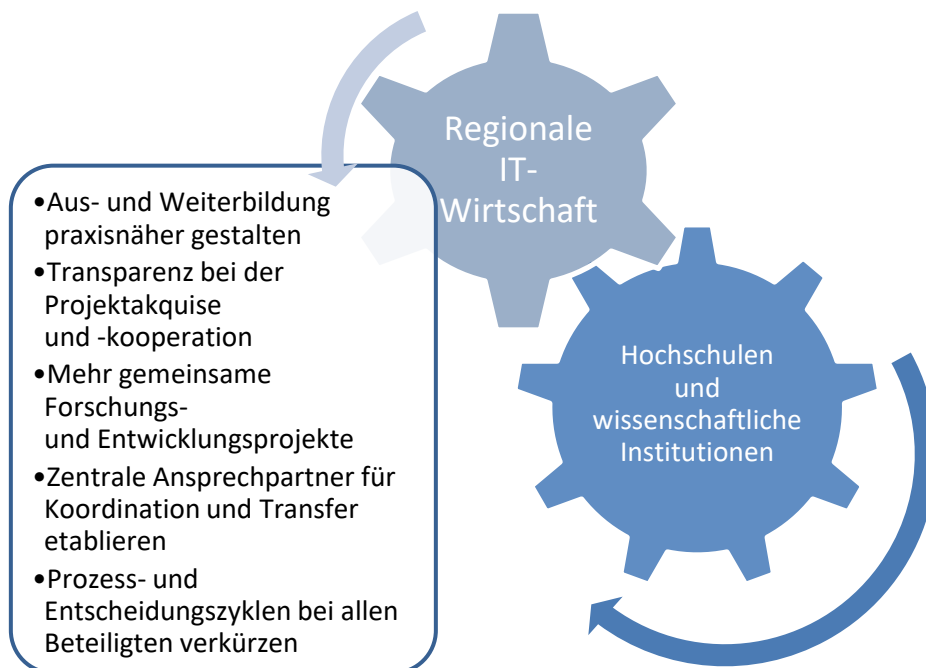 Regionale
IT-
Wirtschaft
•Aus- und Weiterbildung
praxisnäher gestalten
•Transparenz bei der
Projektakquise
und -kooperation
•Mehr gemeinsame
Forschungs-
und Entwicklungsprojekte
•Zentrale Ansprechpartner für
Koordination und Transfer
etablieren
•Prozess- und
Entscheidungszyklen bei allen
Beteiligten verkürzen
Hochschulen
und
wissenschaftliche
Institutionen